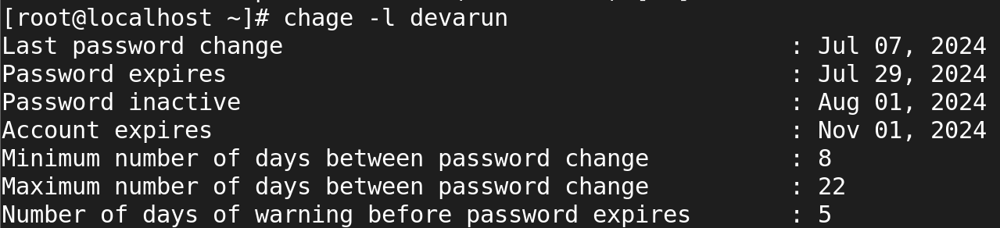 [root@localhost ~]# chage -l devarun
Last password change : Jul 07, 2024
Password expires : Jul 29, 2024
Password inactive : Aug 01, 2024
Account expires : Nov 01, 2024
Minimum number of days between password change : 8
Maximum number of days between password change : 22
Number of days of warning before password expires : 5